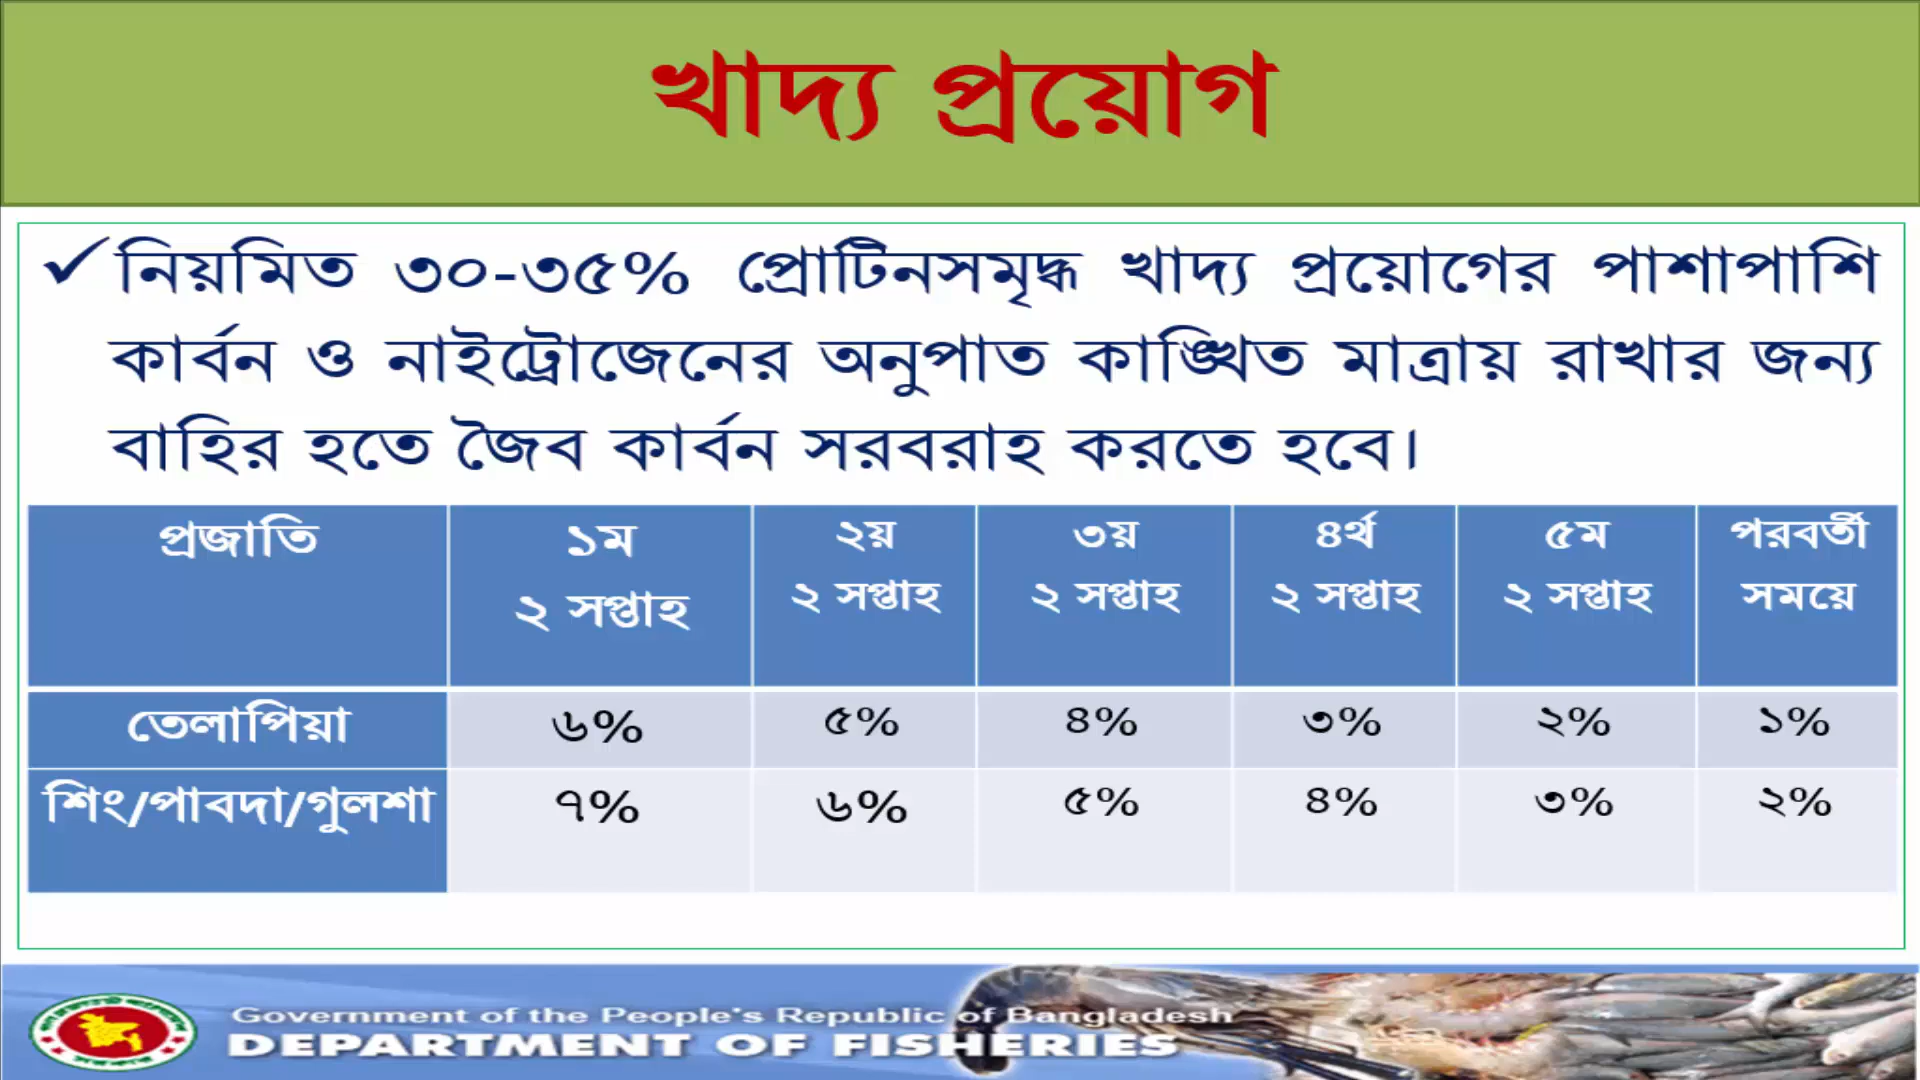 খাদ্য প্রয়োগ
✓ নিয়মিত ৩০-৩৫% প্রোটিনসমৃদ্ধ খাদ্য প্রয়োগের পাশাপাশি
কার্বন ও নাইট্রোজেনের অনুপাত কাঙ্খিত মাত্রায় রাখার জন্য
বাহির হতে জৈব কার্বন সরবরাহ করতে হবে।
প্রজাতি ১ম ২য় ৩য় ৪র্থ ৫ম পরবর্তী
২ সপ্তাহ ২ সপ্তাহ ২ সপ্তাহ ২ সপ্তাহ ২ সপ্তাহ সময়ে
তেলাপিয়া ৬% ৫% ৪% ৩% ২% ১%
শিং/পাবদা/গুলশা ৭% ৬% ৫% ৪% ৩% ২%
Government of the People's Republic of Bangladesh
DEPARTMENT OF FISHERIES